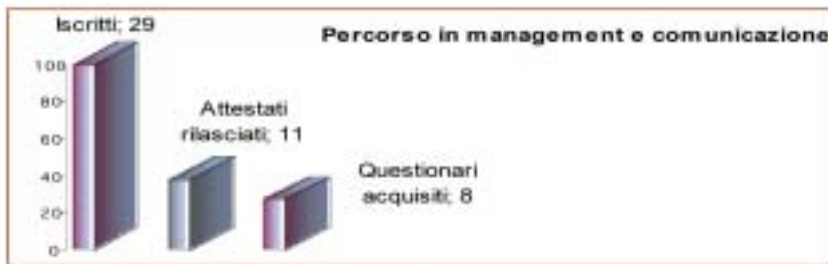 Iscritti; 29
Percorso in management e comunicazione
100
80
60
40
20
0
Attestati
rilasciati; 11
Questionari
acquisiti; 8